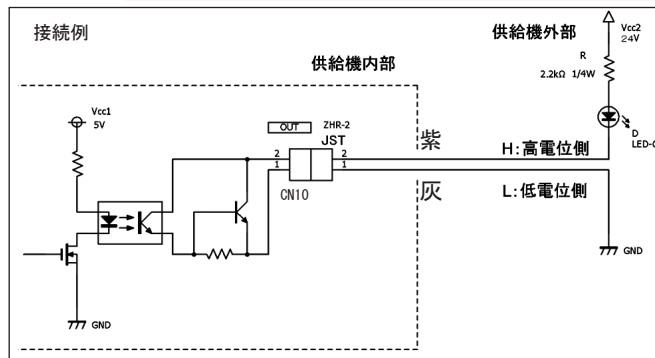 接続例
供給機外部
Vcc2
24V
R
2.2kΩ 1/4W
供給機内部
Vcc1
5V
OUT
ZHR-2
JST
紫
H:高電位側
D
2
2
1
1
CN10
灰
L:低電位側
GND
GND